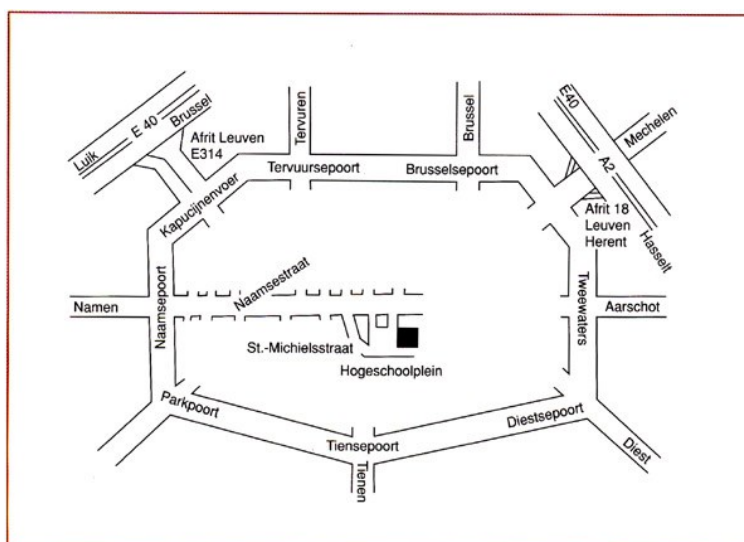 Luik
E 40
Brussel
Afrit Leuven
E314
Tervuren
Brussel
E40
A2
Hasselt
Mechelen
Afrit 18
Leuven
Herent
Kapucijnenvoer
Tervuursepoort
Brusselsepoort
Namen
Naamsepoort
Naamsestraat
Tweewaters
Aarschot
St.-Michielsstraat
Hogeschoolplein
Parkpoort
Tiensepoort
Diestsepoort
Tienen
Diest